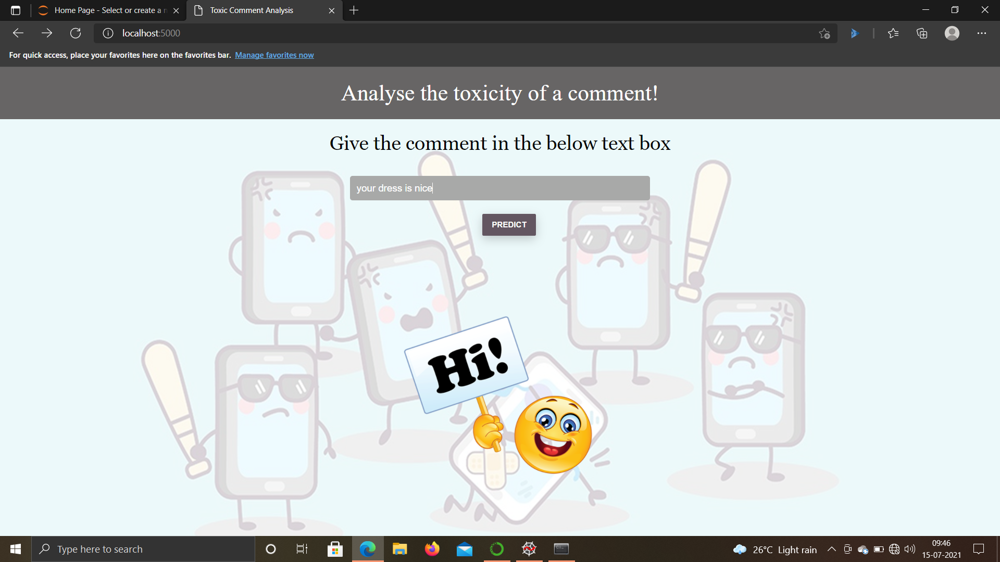 Home Page - Select or create a n
Toxic Comment Analysis
localhost:5000
For quick access, place your favorites here on the favorites bar. Manage favorites now
Analyse the toxicity of a comment!
Give the comment in the below text box
your dress is nice
PREDICT
Hi!
Type here to search
26°C Light rain
09:46
15-07-2021